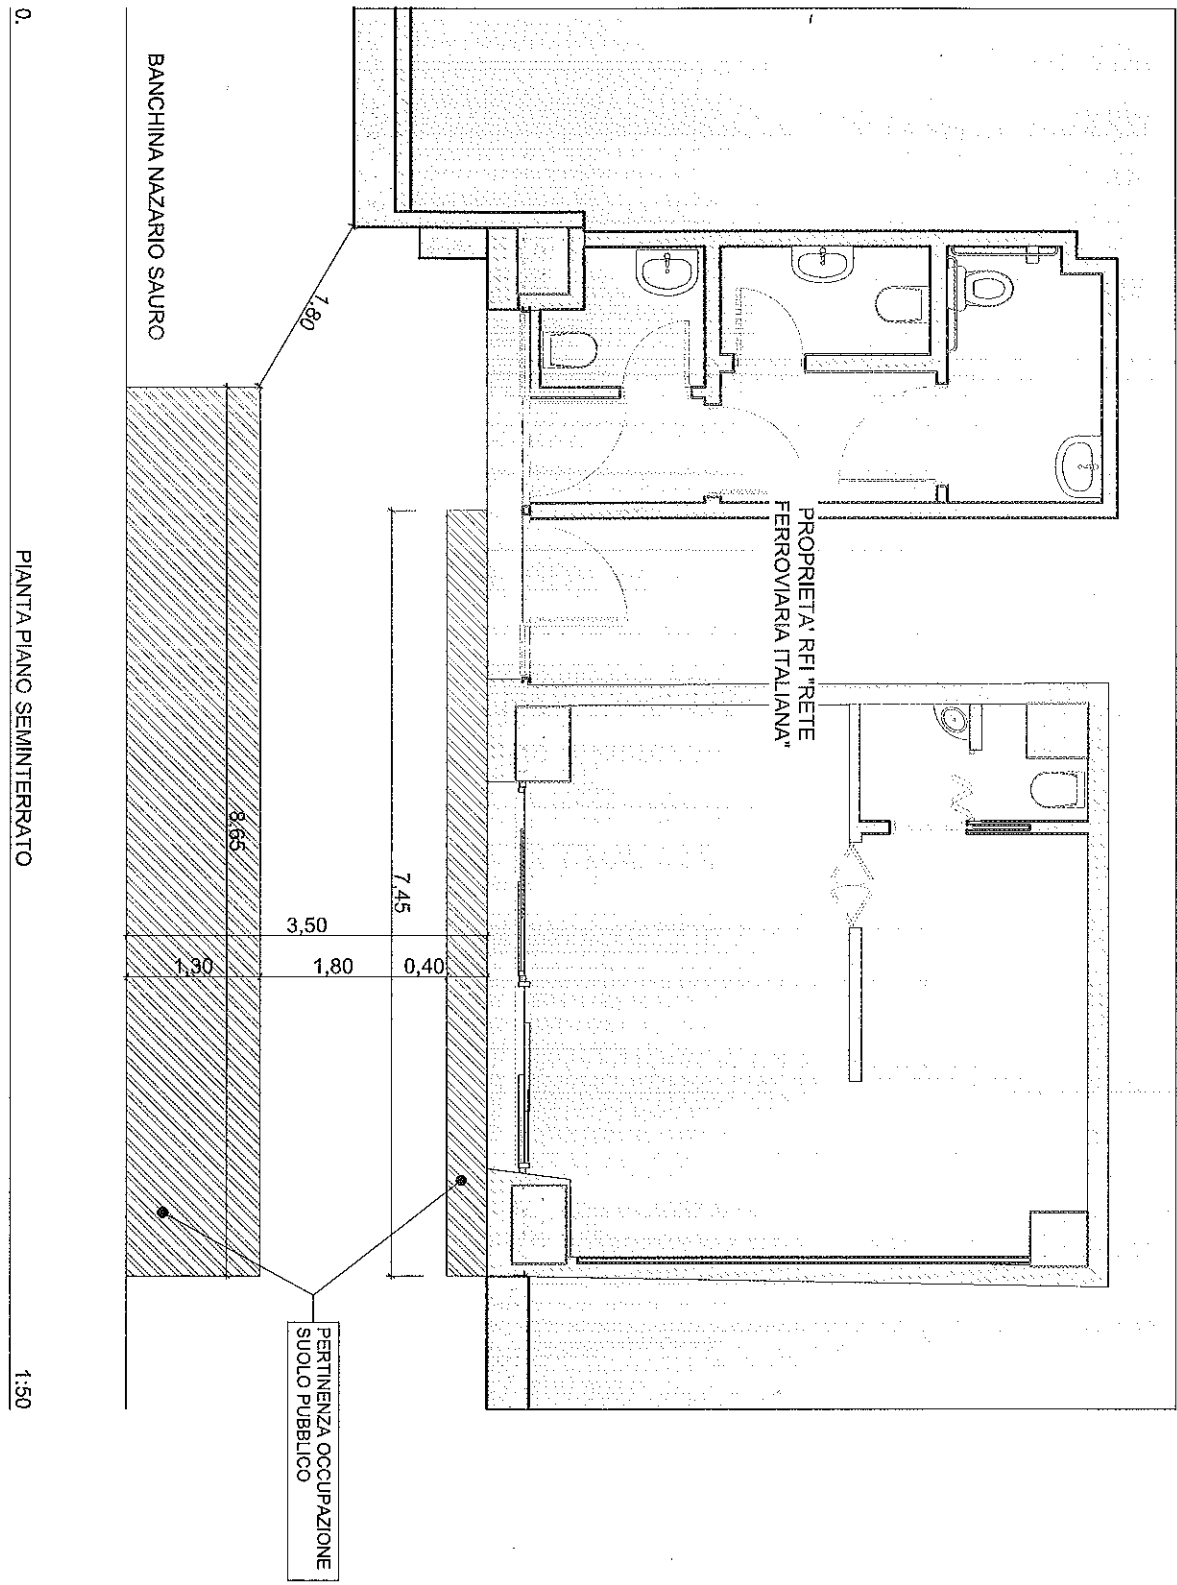 PROPRIETA' RFI "RETE
FERROVIARIA ITALIANA"
7,45
0,40
3,50
1,80
1,80
8,65
1,30
PERTINENZA OCCUPAZIONE
SUOLO PUBBLICO
BANCHINA NAZARIO SAURO
0.
PIANTA PIANO SEMINTERRATO
1:50